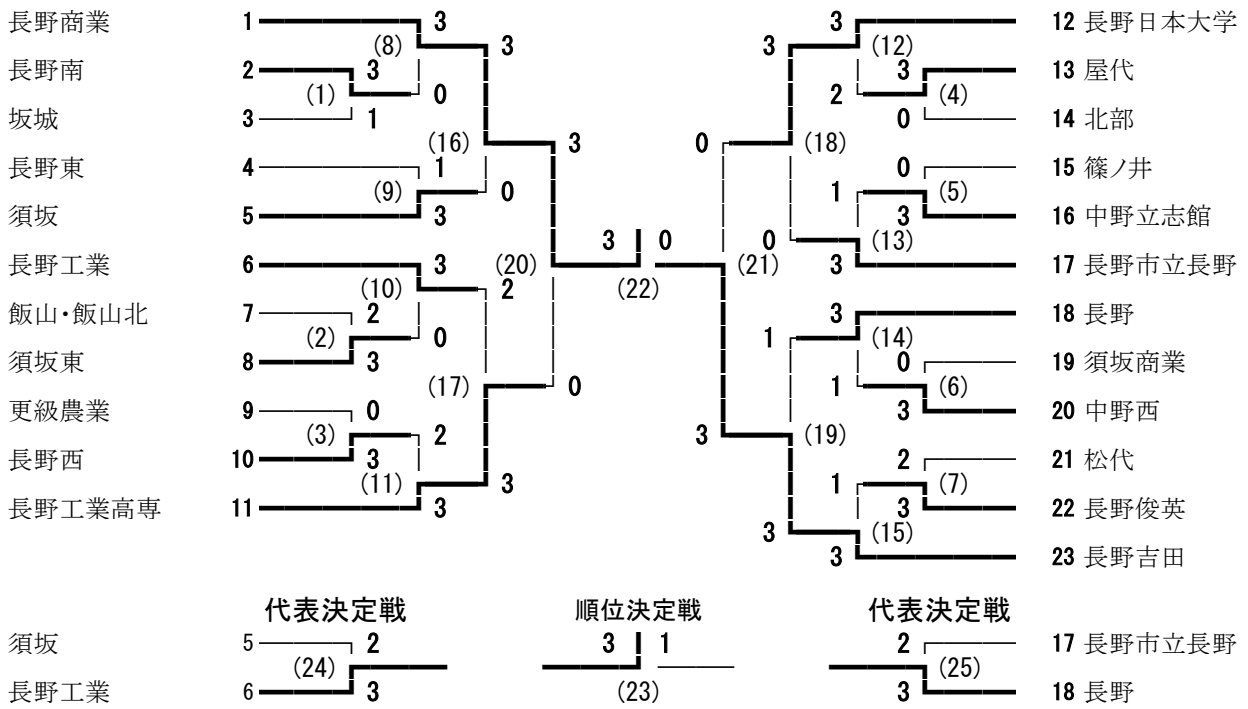 長野商業 1 3 3 12 長野日本大学
(8) 3 3 (12)
長野南 2 3 3 13 屋代
(1) 0 2 (4)
坂城 3 1 0 14 北部
(16) 3 0 (18)
長野東 4 1 0 15 篠ノ井
(9) 0 1 (5)
須坂 5 3 3 16 中野立志館
3 0 0 (13)
長野工業 6 3 (20) (21) 3 17 長野市立長野
(10) 2 (22)
飯山・飯山北 7 2 3 18 長野
(2) 0 1 (14)
須坂東 8 3 0 19 須坂商業
(17) 0 1 (6)
更級農業 9 0 3 20 中野西
(3) 2 3 (19)
長野西 10 3 2 21 松代
(11) 3 1 (7)
長野工業高専 11 3 3 22 長野俊英
3 (15)
3 23 長野吉田
代表決定戦 順位決定戦 代表決定戦
須坂 5 2 3 1 2 17 長野市立長野
(24) (23) (25)
長野工業 6 3 3 18 長野